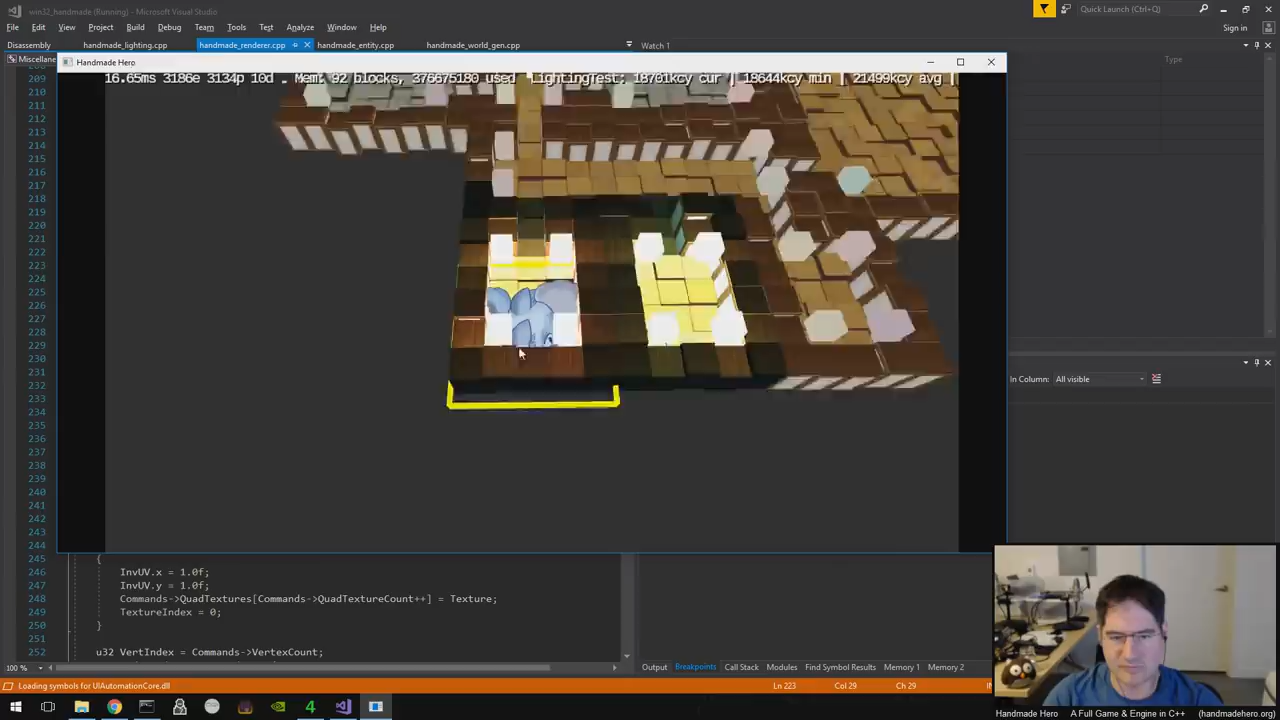 win32_handmade (Running) - Microsoft Visual Studio
Quick Launch (Ctrl+Q)
File Edit View Project Build Debug Team Tools Test Analyze Window Help
Sign in
Disassembly handmade_lighting.cpp handmade_renderer.cpp handmade_entity.cpp handmade_world_gen.cpp Watch 1
Miscellane
Handmade Hero
Type
16.65ms 3186e 3134p 10d Mem: 92 blocks, 376675180 used LightingTest: 18701kcy cur | 18644kcy min | 21499kcy avg |
209
210
211
212
213
214
215
216
217
218
219
220
221
222
223
224
225
226
227
228
229
230
231
232
233
234
235
236
237
238
239
240
241
242
243
244
In Column: All visible
245 {
246 InvUV.x = 1.0f;
247 InvUV.y = 1.0f;
248 Commands->QuadTextures[Commands->QuadTextureCount++] = Texture;
249 TextureIndex = 0;
250 }
251
252 u32 VertIndex = Commands->VertexCount;
100 %
Output Breakpoints Call Stack Modules Find Symbol Results Memory 1 Memory 2
Loading symbols for UIAutomationCore.dll
Ln 223 Col 29 Ch 29 IN
4
Handmade Hero A Full Game & Engine in C++ (handmadehero.org)